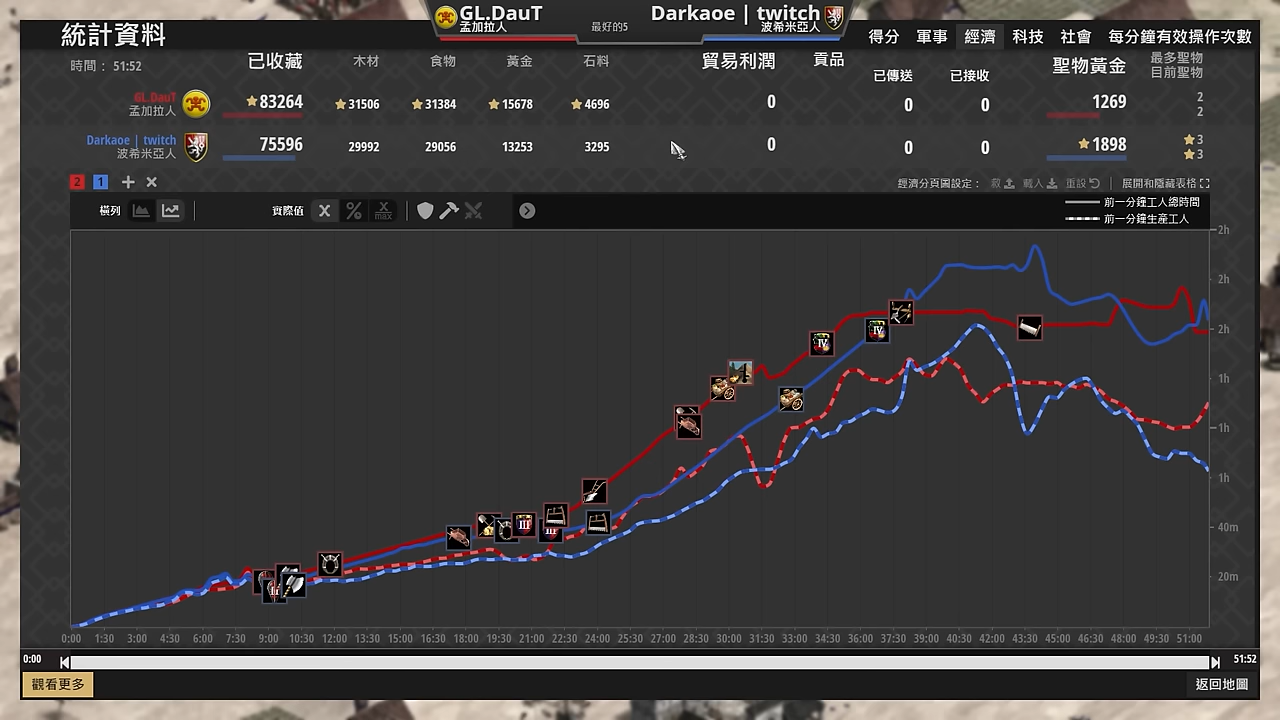 GL.DauT
孟加拉人
最好的5
Darkaoe | twitch
波希米亞人
統計資料
得分 軍事 經濟 科技 社會 每分鐘有效操作次數
時間： 51:52
已收藏 木材 食物 黃金 石料 貿易利潤 貢品 已傳送 已接收 聖物黃金 最多聖物 目前聖物
GL.DauT
孟加拉人
83264 31506 31384 15678 4696 0 0 0 1269 2 2
Darkaoe | twitch
波希米亞人
75596 29992 29056 13253 3295 0 0 0 1898 3 3
2 1
經濟分頁圖設定： 載入 重設 展開和隱藏表格
橫列 實際值 X % X max
前一分鐘工人總時間
前一分鐘生產工人
2h
2h
2h
1h
1h
1h
40m
20m
0:00 1:30 3:00 4:30 6:00 7:30 9:00 10:30 12:00 13:30 15:00 16:30 18:00 19:30 21:00 22:30 24:00 25:30 27:00 28:30 30:00 31:30 33:00 34:30 36:00 37:30 39:00 40:30 42:00 43:30 45:00 46:30 48:00 49:30 51:00
0:00 51:52
觀看更多 返回地圖